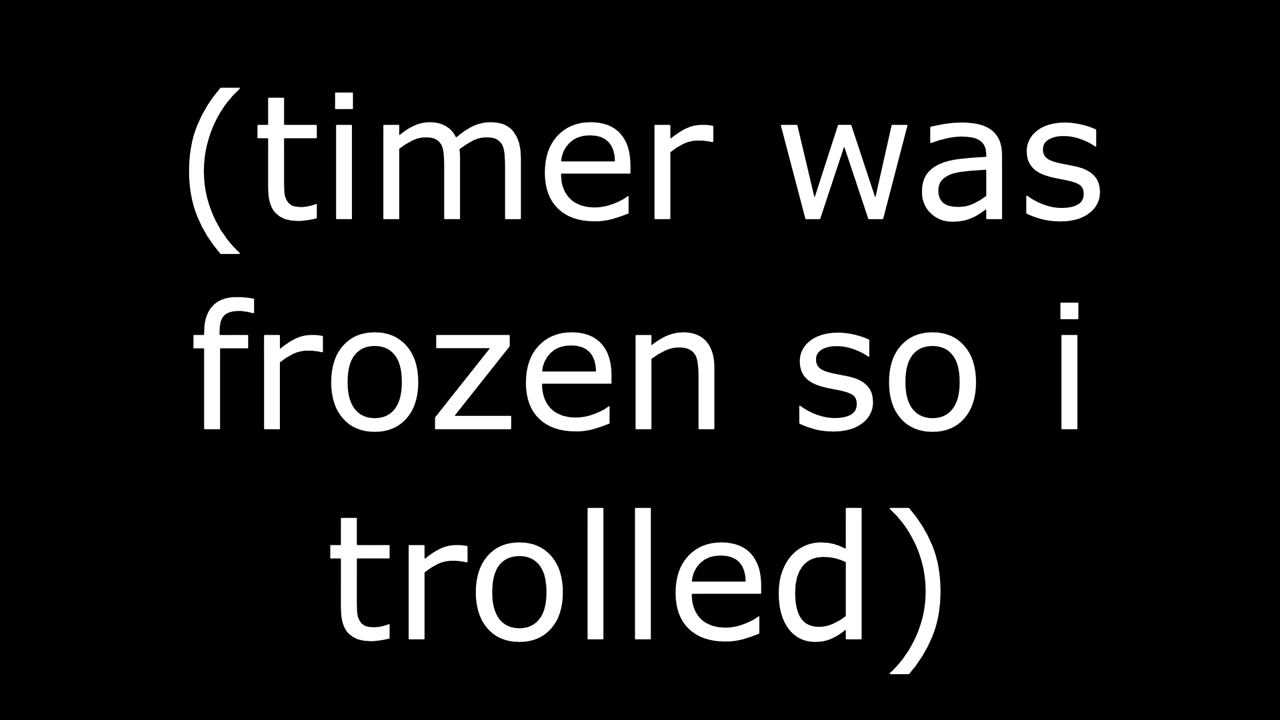 (timer was
frozen so i
trolled)